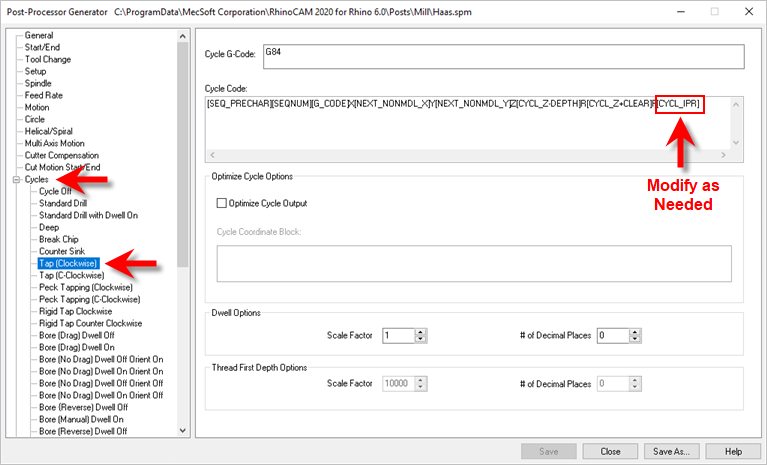 Post-Processor Generator   C:\ProgramData\MecSoft Corporation\RhinoCAM 2020 for Rhino 6.0\Posts\Mill\Haas.spm
General
Start/End
Tool Change
Setup
Spindle
Feed Rate
Motion
Circle
Helical/Spiral
Multi Axis Motion
Cutter Compensation
Cut Motion Start/End
Cycles
Cycle Off
Standard Drill
Standard Drill with Dwell On
Deep
Break Chip
Counter Sink
Tap (Clockwise)
Tap (C-Clockwise)
Peck Tapping (Clockwise)
Peck Tapping (C-Clockwise)
Rigid Tap Clockwise
Rigid Tap Counter Clockwise
Bore (Drag) Dwell Off
Bore (Drag) Dwell On
Bore (No Drag) Dwell Off Orient On
Bore (No Drag) Dwell On Orient On
Bore (No Drag) Dwell Off Orient Off
Bore (No Drag) Dwell On Orient Off
Bore (Reverse) Dwell Off
Bore (Manual) Dwell On
Bore (Reverse) Dwell Off
Cycle G-Code:
G84
Cycle Code:
[SEQ_PRECHAR][SEQNUM][G_CODE]X[NEXT_NONMDL_X]Y[NEXT_NONMDL_Y]Z[CYCL_Z-DEPTH]R[CYCL_Z+CLEAR]F[CYCL_IPR]
Modify as
Needed
Optimize Cycle Options
Optimize Cycle Output
Cycle Coordinate Block:
Dwell Options
Scale Factor 1 # of Decimal Places 0
Thread First Depth Options
Scale Factor 10000 # of Decimal Places 0
Save Close Save As... Help